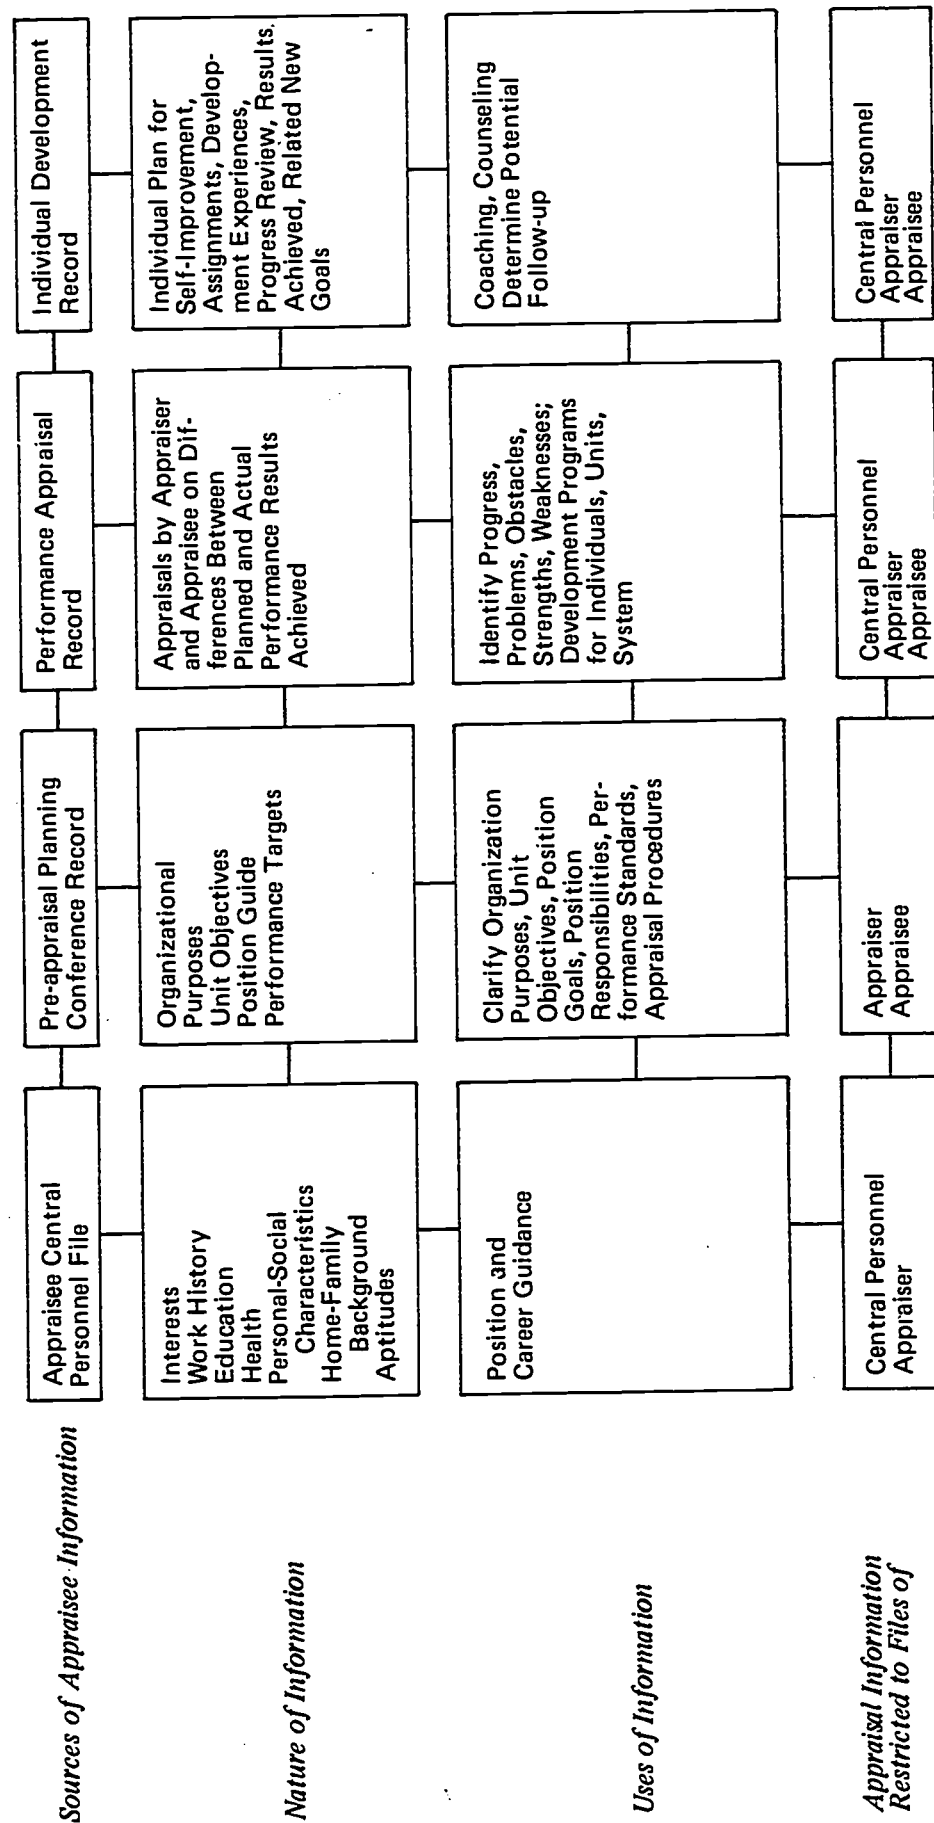 Sources of Appraisee Information
Appraisee Central
Personnel File
Pre-appraisal Planning
Conference Record
Performance Appraisal
Record
Individual Development
Record
Nature of Information
Interests
Work History
Education
Health
Personal-Social
Characteristics
Home-Family
Background
Aptitudes
Organizational
Purposes
Unit Objectives
Position Guide
Performance Targets
Appraisals by Appraiser
and Appraisee on Dif-
ferences Between
Planned and Actual
Performance Results
Achieved
Individual Plan for
Self-Improvement,
Assignments, Develop-
ment Experiences,
Progress Review, Results.
Achieved, Related New
Goals
Uses of Information
Position and
Career Guidance
Clarify Organization
Purposes, Unit
Objectives, Position
Goals, Position
Responsibilities, Per-
formance Standards,
Appraisal Procedures
Identify Progress,
Problems, Obstacles,
Strengths, Weaknesses;
Development Programs
for Individuals, Units,
System
Coaching, Counseling
Determine Potential
Follow-up
Appraisal Information
Restricted to Files of
Central Personnel
Appraiser
Appraiser
Appraisee
Central Personnel
Appraiser
Appraisee
Central Personnel
Appraiser
Appraisee